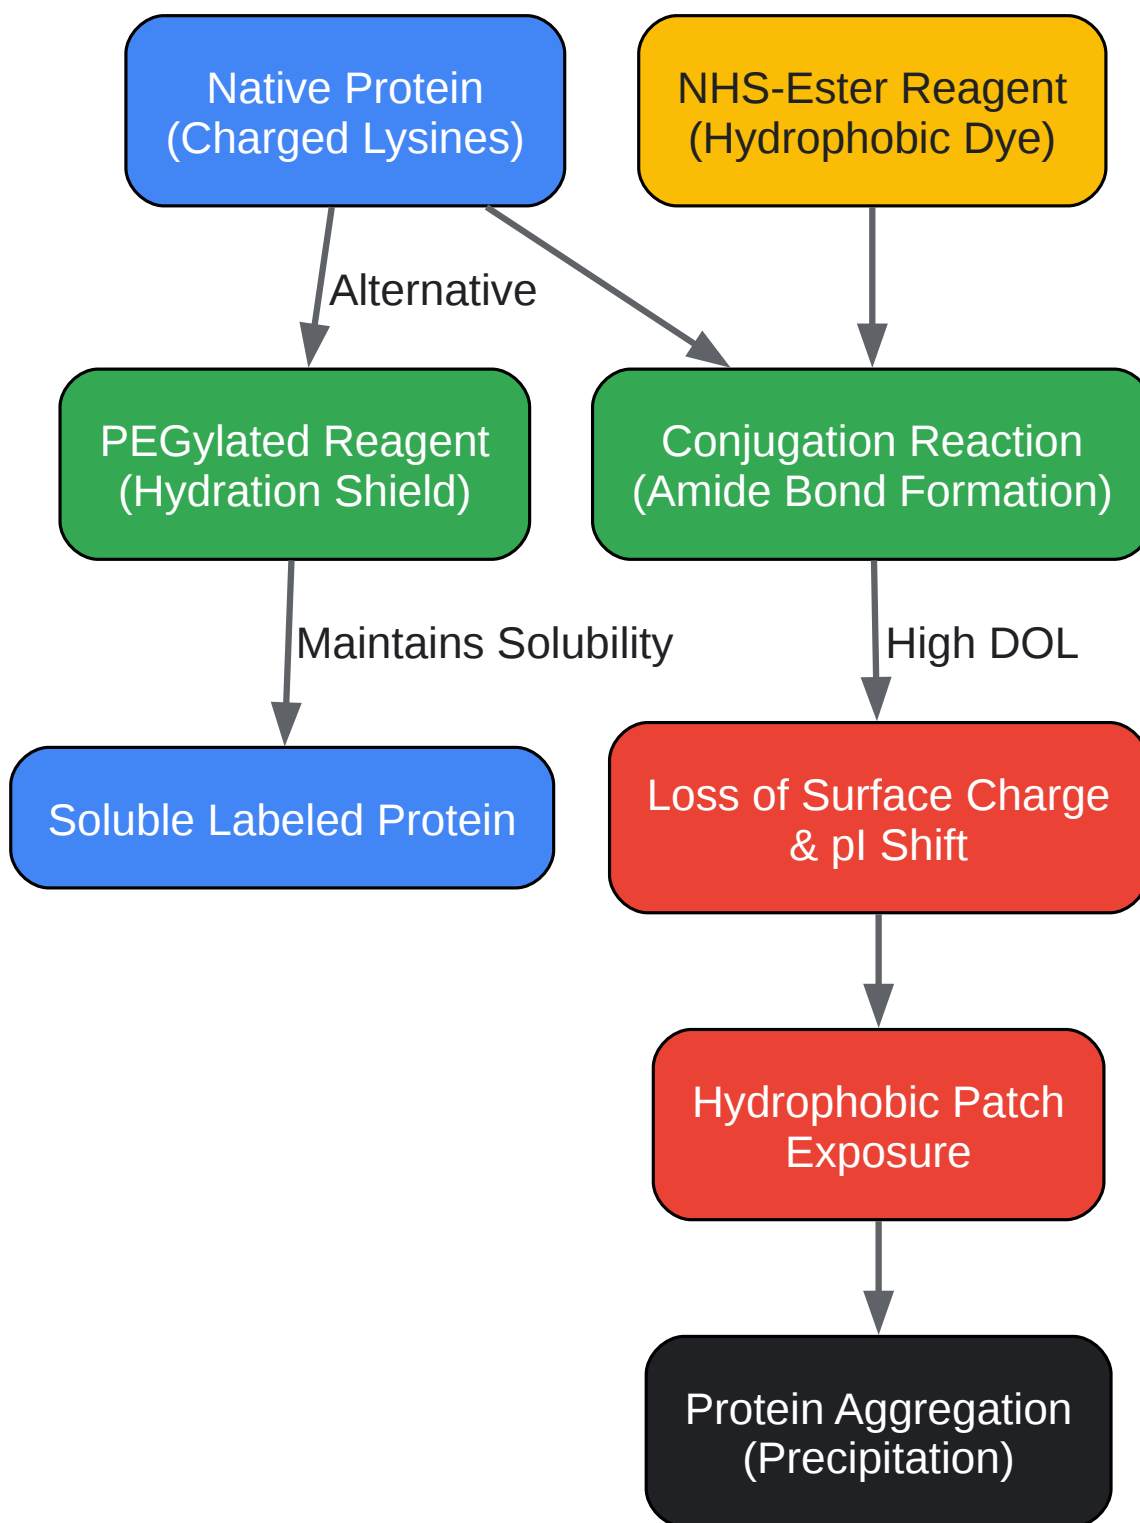 Native Protein
(Charged Lysines)
NHS-Ester Reagent
(Hydrophobic Dye)
Alternative
PEGylated Reagent
(Hydration Shield)
Conjugation Reaction
(Amide Bond Formation)
Maintains Solubility
High DOL
Soluble Labeled Protein
Loss of Surface Charge
& pI Shift
Hydrophobic Patch
Exposure
Protein Aggregation
(Precipitation)